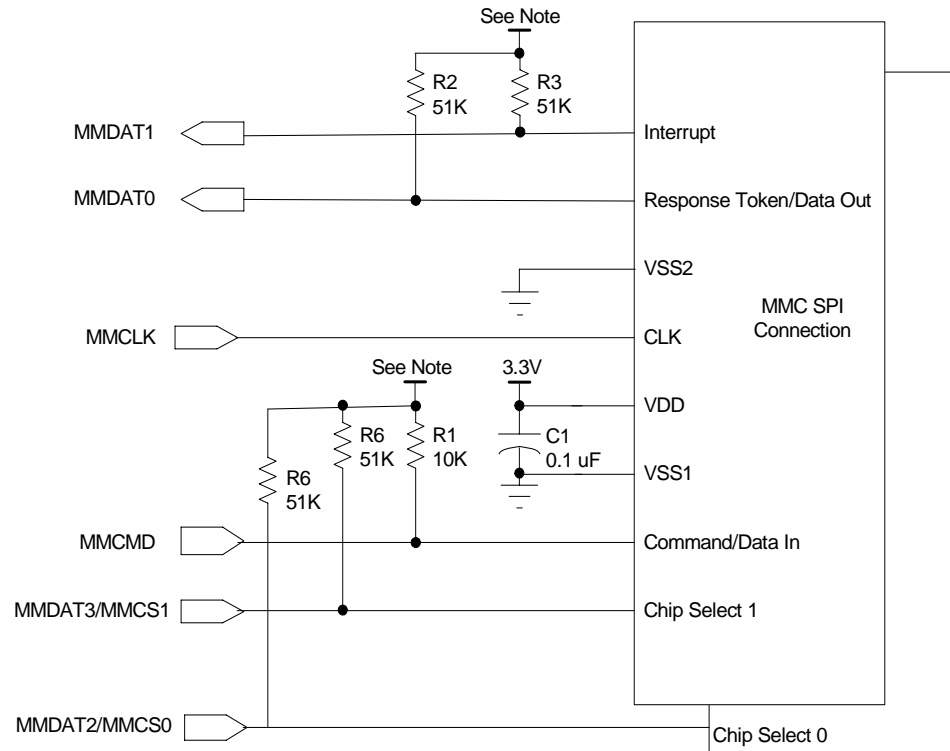 See Note
R2
51K
R3
51K
MMDAT1
Interrupt
MMDAT0
Response Token/Data Out
VSS2
MMC SPI
Connection
MMCLK
CLK
See Note
3.3V
VDD
R6
51K
R1
10K
C1
0.1 uF
R6
51K
VSS1
MMCMD
Command/Data In
MMDAT3/MMCS1
Chip Select 1
MMDAT2/MMCS0
Chip Select 0